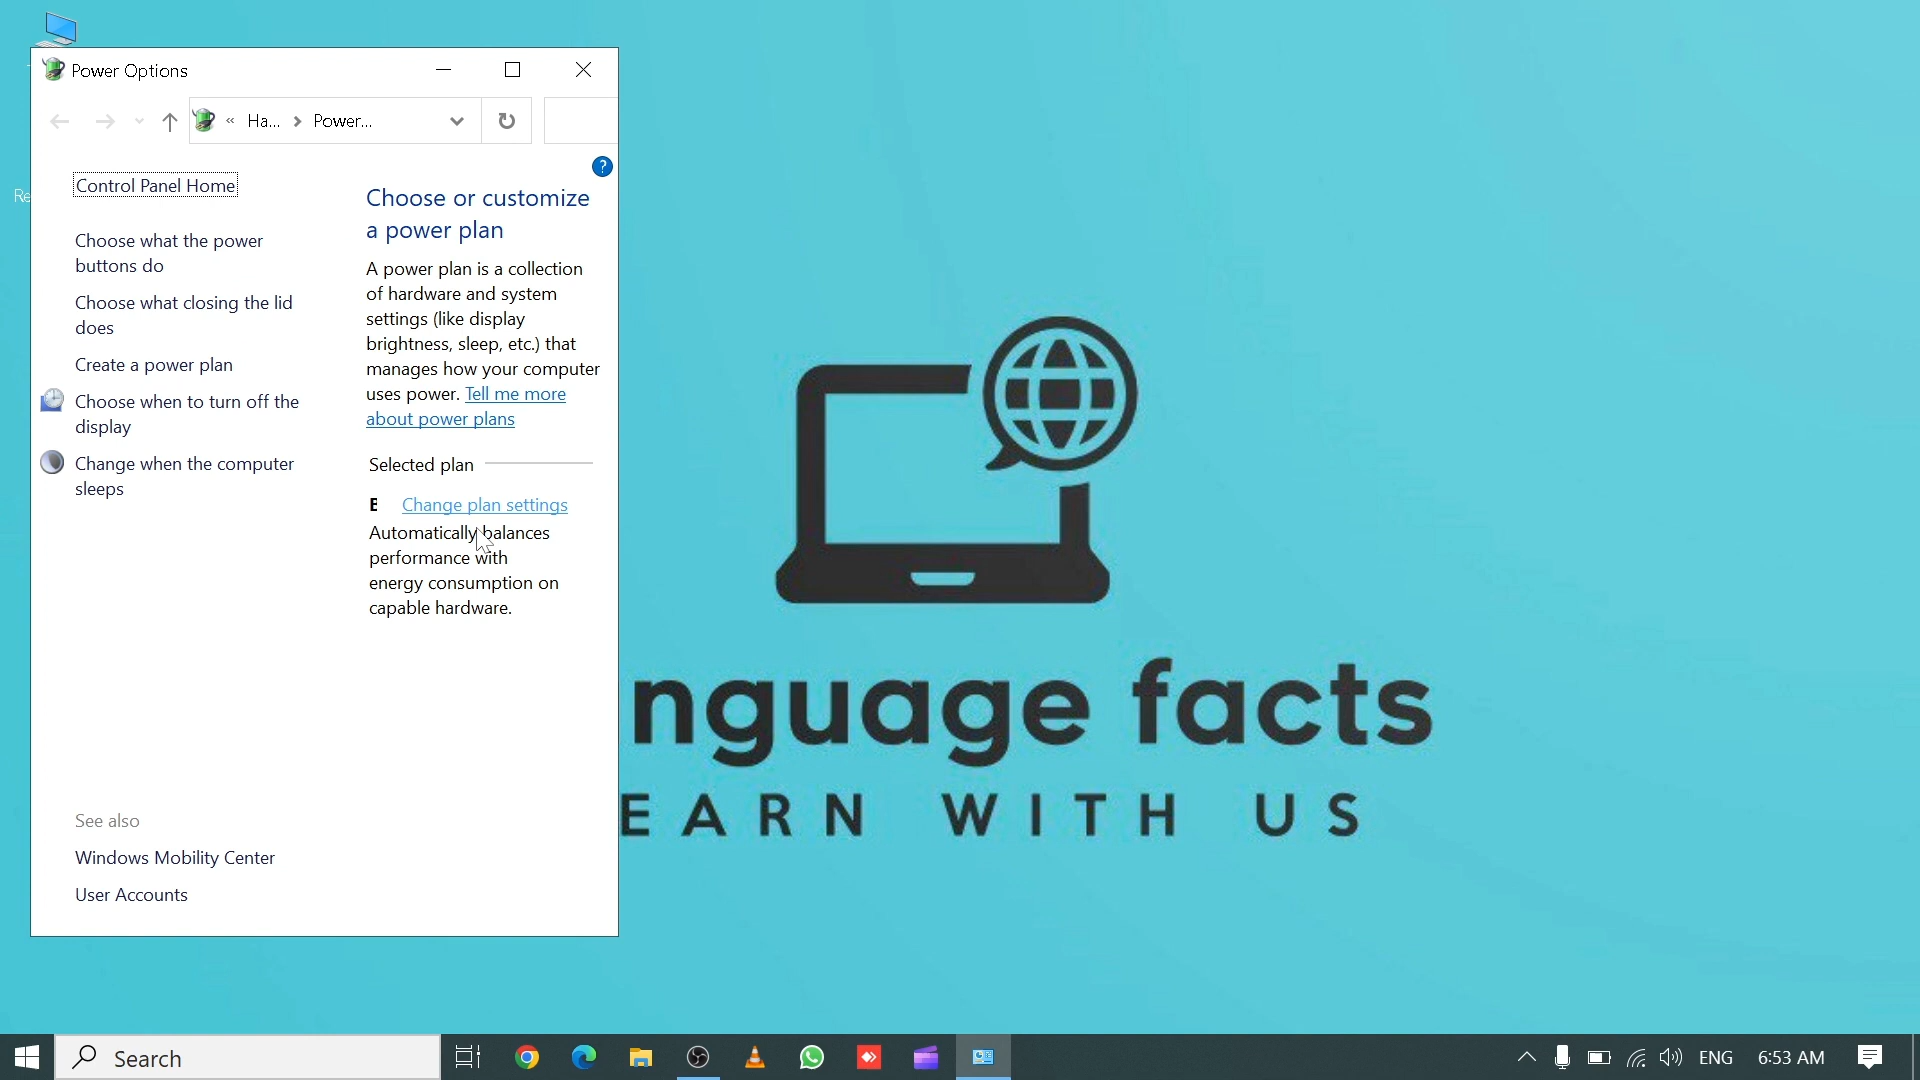 Power Options
« Ha... > Power...
?
Control Panel Home
Choose what the power
buttons do
Choose what closing the lid
does
Create a power plan
Choose when to turn off the
display
Change when the computer
sleeps
See also
Windows Mobility Center
User Accounts
Choose or customize
a power plan
A power plan is a collection
of hardware and system
settings (like display
brightness, sleep, etc.) that
manages how your computer
uses power. Tell me more
about power plans
Selected plan
Change plan settings
Automatically balances
performance with
energy consumption on
capable hardware.
Re
nguage facts
EARN WITH US
Search
ENG
6:53 AM